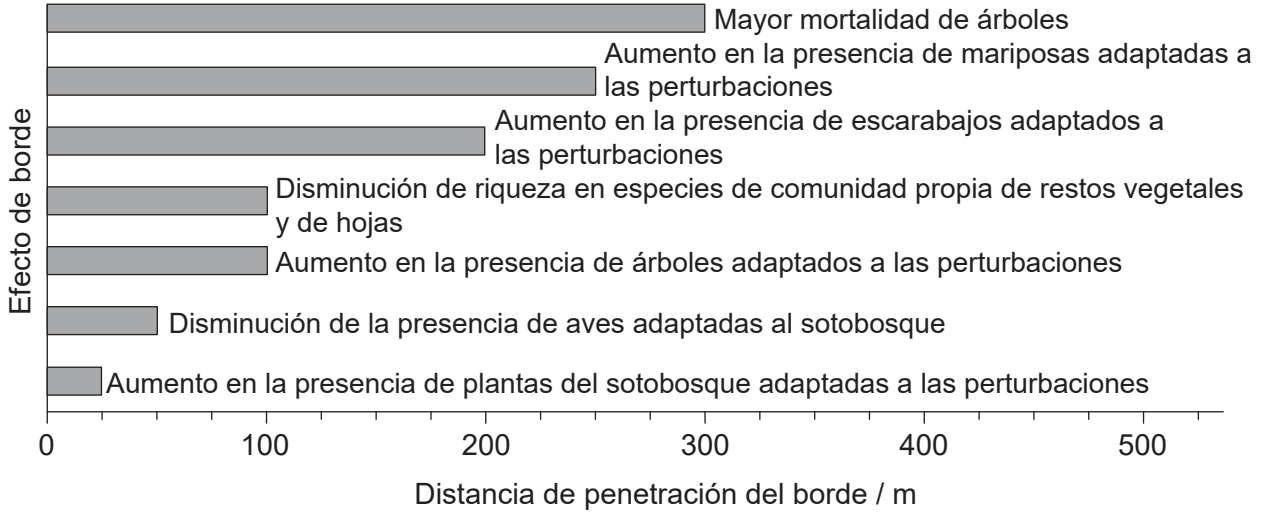 Mayor mortalidad de árboles
Aumento en la presencia de mariposas adaptadas a
las perturbaciones
Aumento en la presencia de escarabajos adaptados a
las perturbaciones
Disminución de riqueza en especies de comunidad propia de restos vegetales
y de hojas
Aumento en la presencia de árboles adaptados a las perturbaciones
Disminución de la presencia de aves adaptadas al sotobosque
Aumento en la presencia de plantas del sotobosque adaptadas a las perturbaciones
Efecto de borde
0 100 200 300 400 500
Distancia de penetración del borde / m